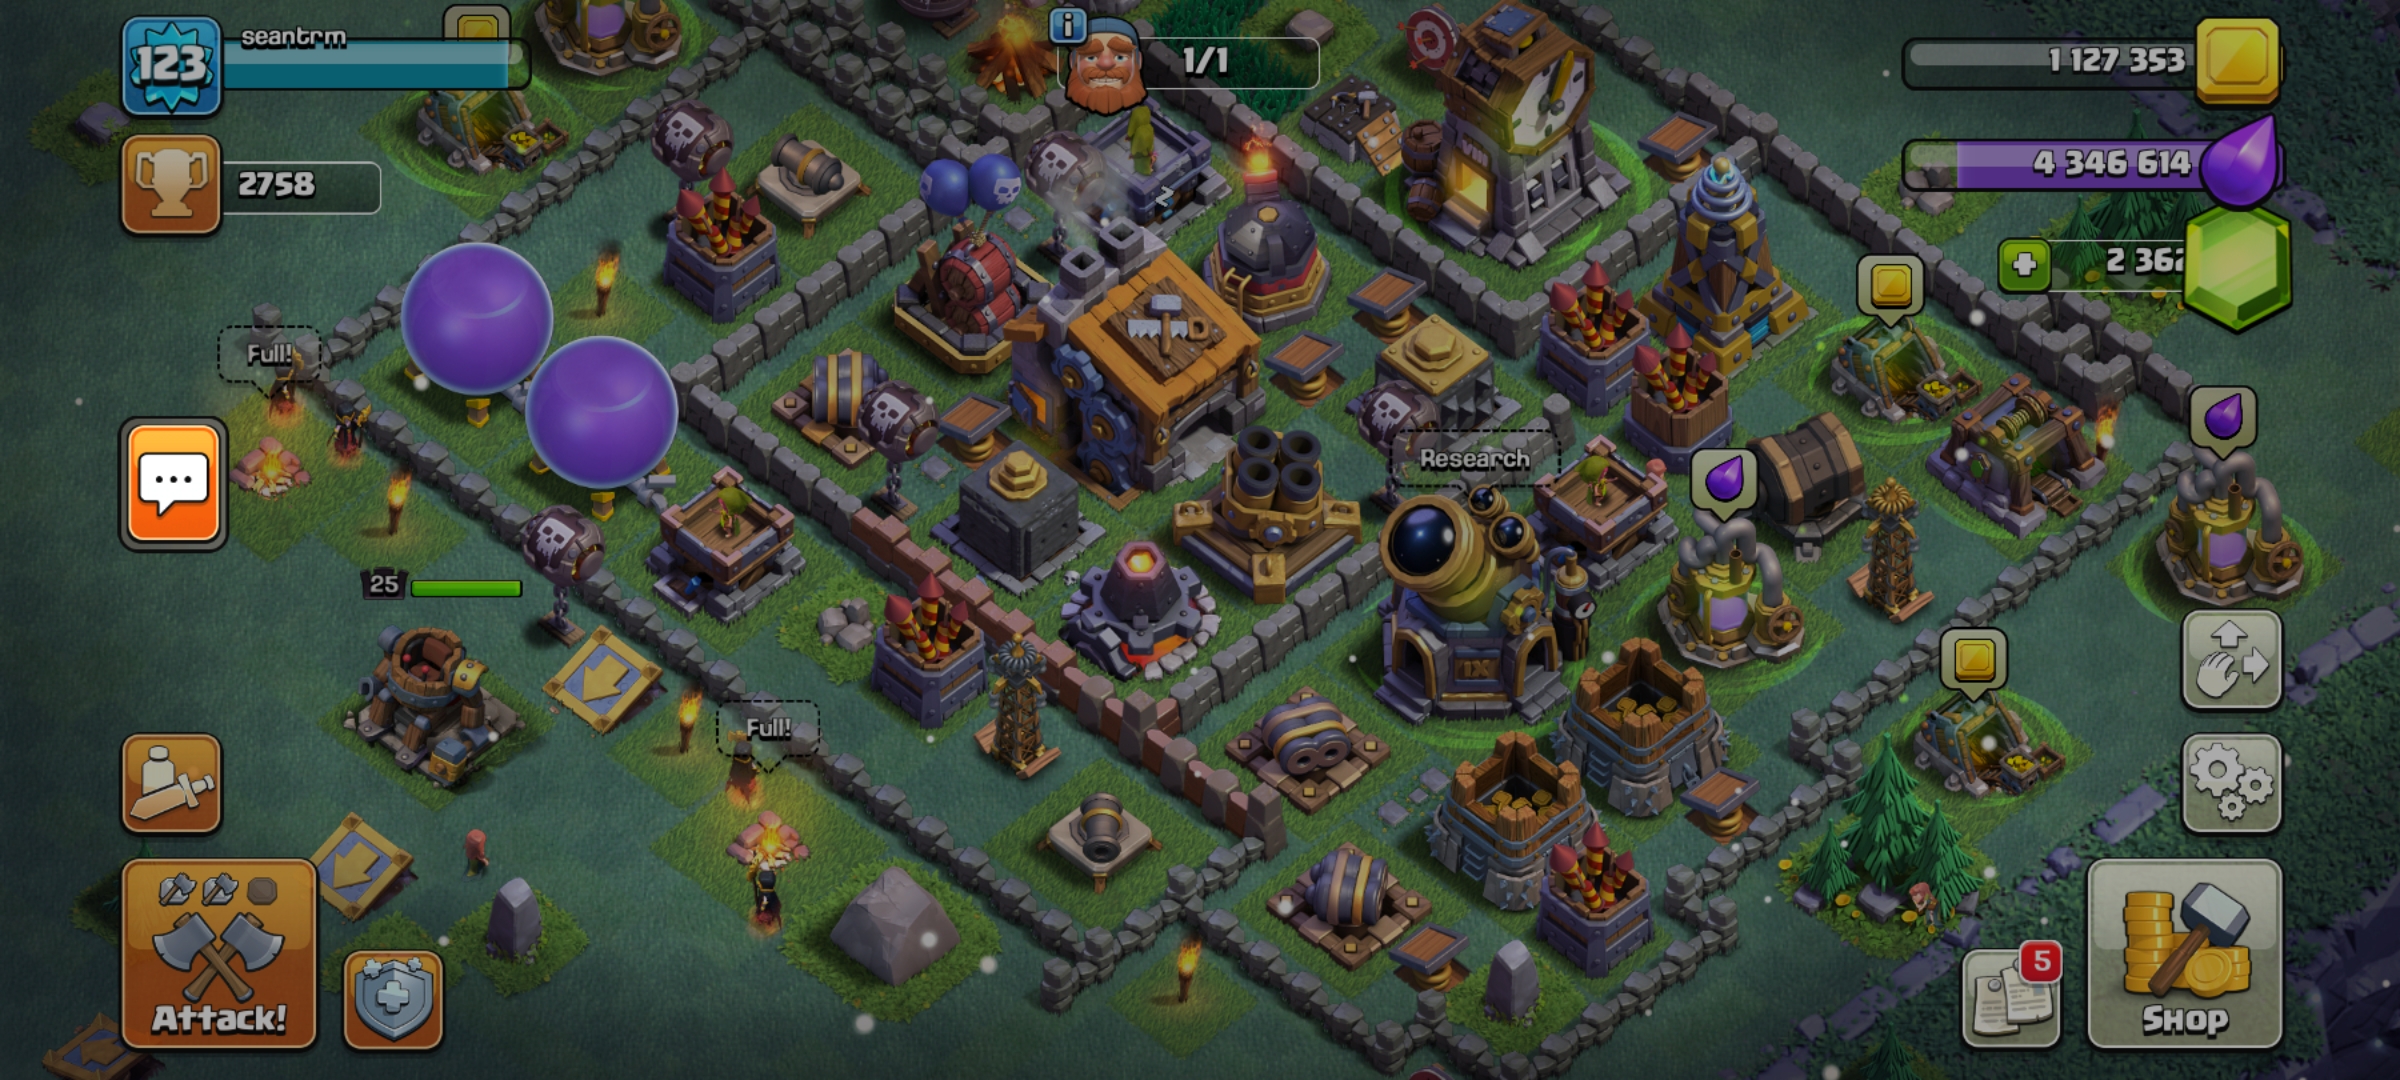 123
seantrm
1/1
1 127 353
2758
4 346 614
2 362
Full!
Research
25
Full!
VIII
IX
5
Attack!
Shop